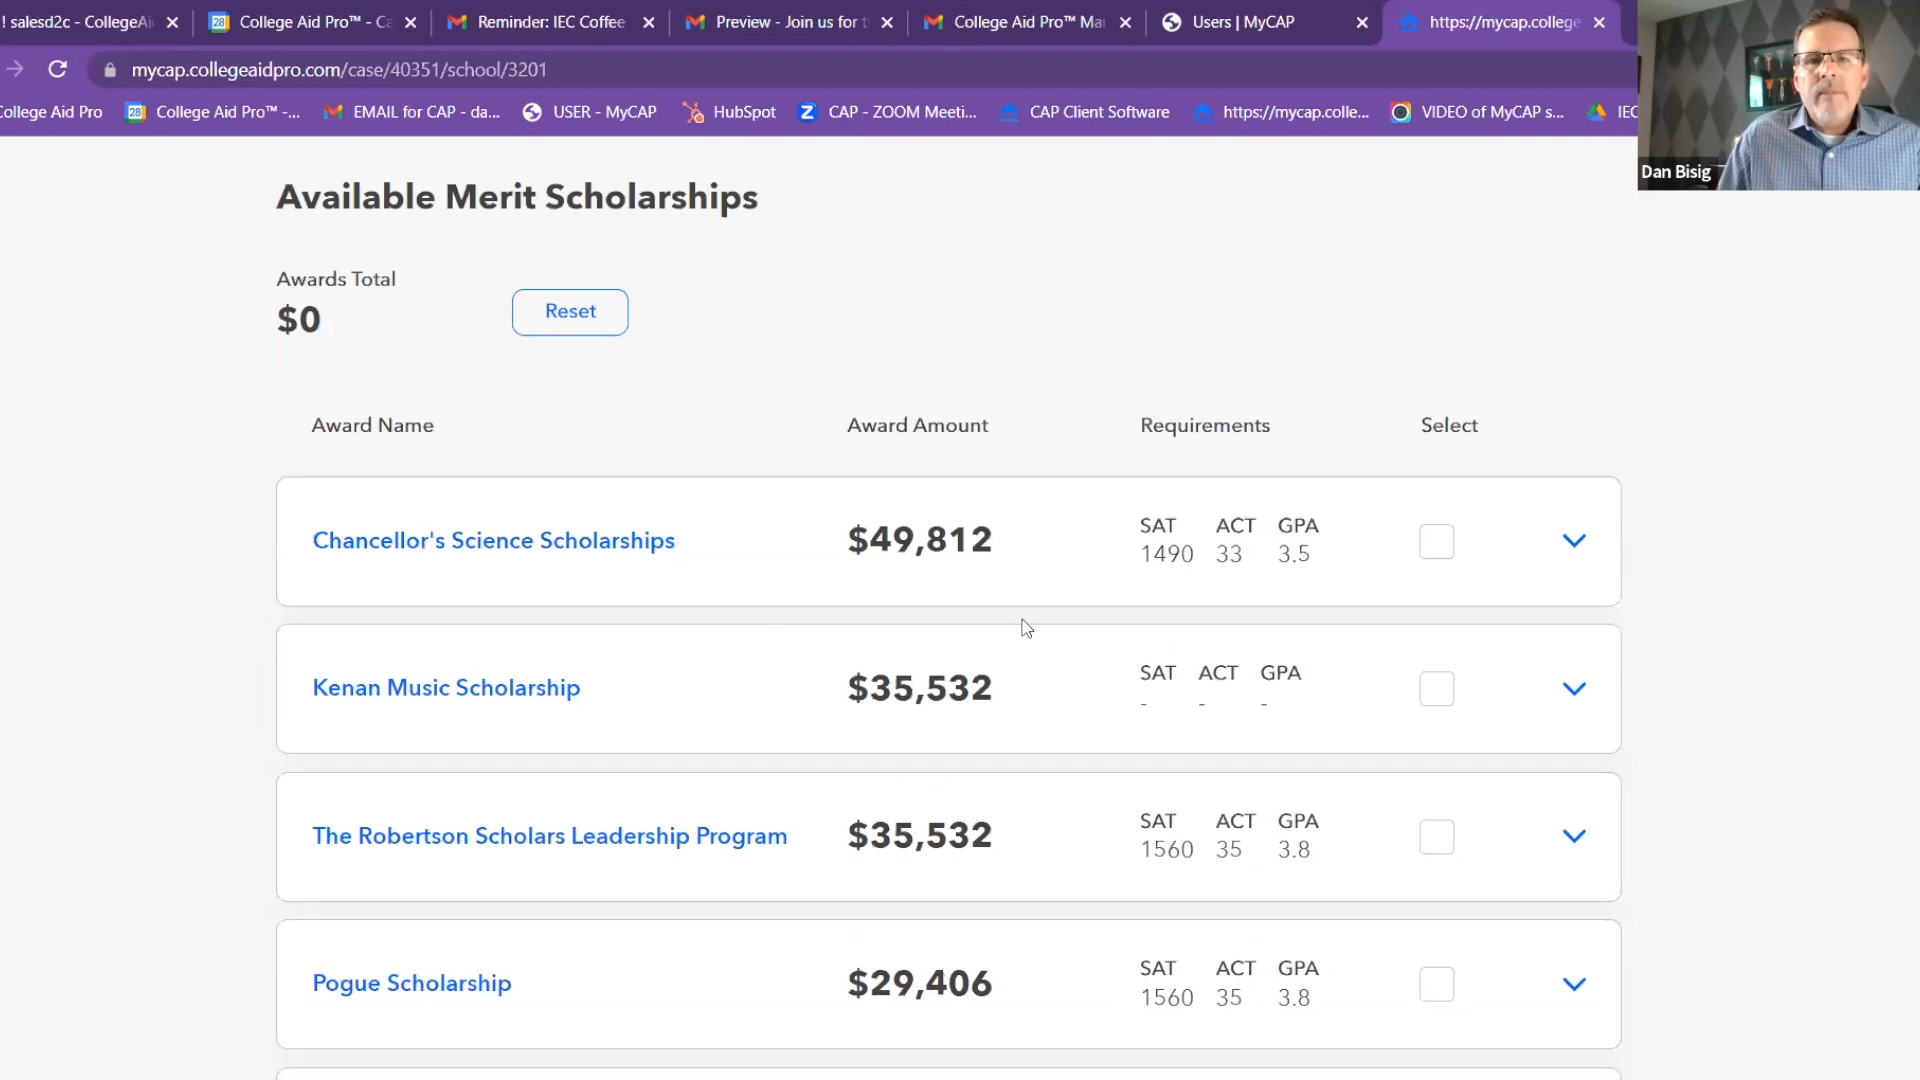 ! salesd2c - CollegeAi
College Aid Pro™ - Ca
Reminder: IEC Coffee
Preview - Join us for t
College Aid Pro™ Ma
Users | MyCAP
https://mycap.college
mycap.collegeaidpro.com/case/40351/school/3201
College Aid Pro
28
College Aid Pro™ -...
EMAIL for CAP - da...
USER - MyCAP
HubSpot
CAP - ZOOM Meeti...
CAP Client Software
https://mycap.colle...
VIDEO of MyCAP s...
IEC
Dan Bisig
Available Merit Scholarships
Awards Total
$0
Reset
Award Name Award Amount Requirements Select
Chancellor's Science Scholarships $49,812
SAT ACT GPA
1490 33 3.5
Kenan Music Scholarship $35,532
SAT ACT GPA
- - -
The Robertson Scholars Leadership Program $35,532
SAT ACT GPA
1560 35 3.8
Pogue Scholarship $29,406
SAT ACT GPA
1560 35 3.8